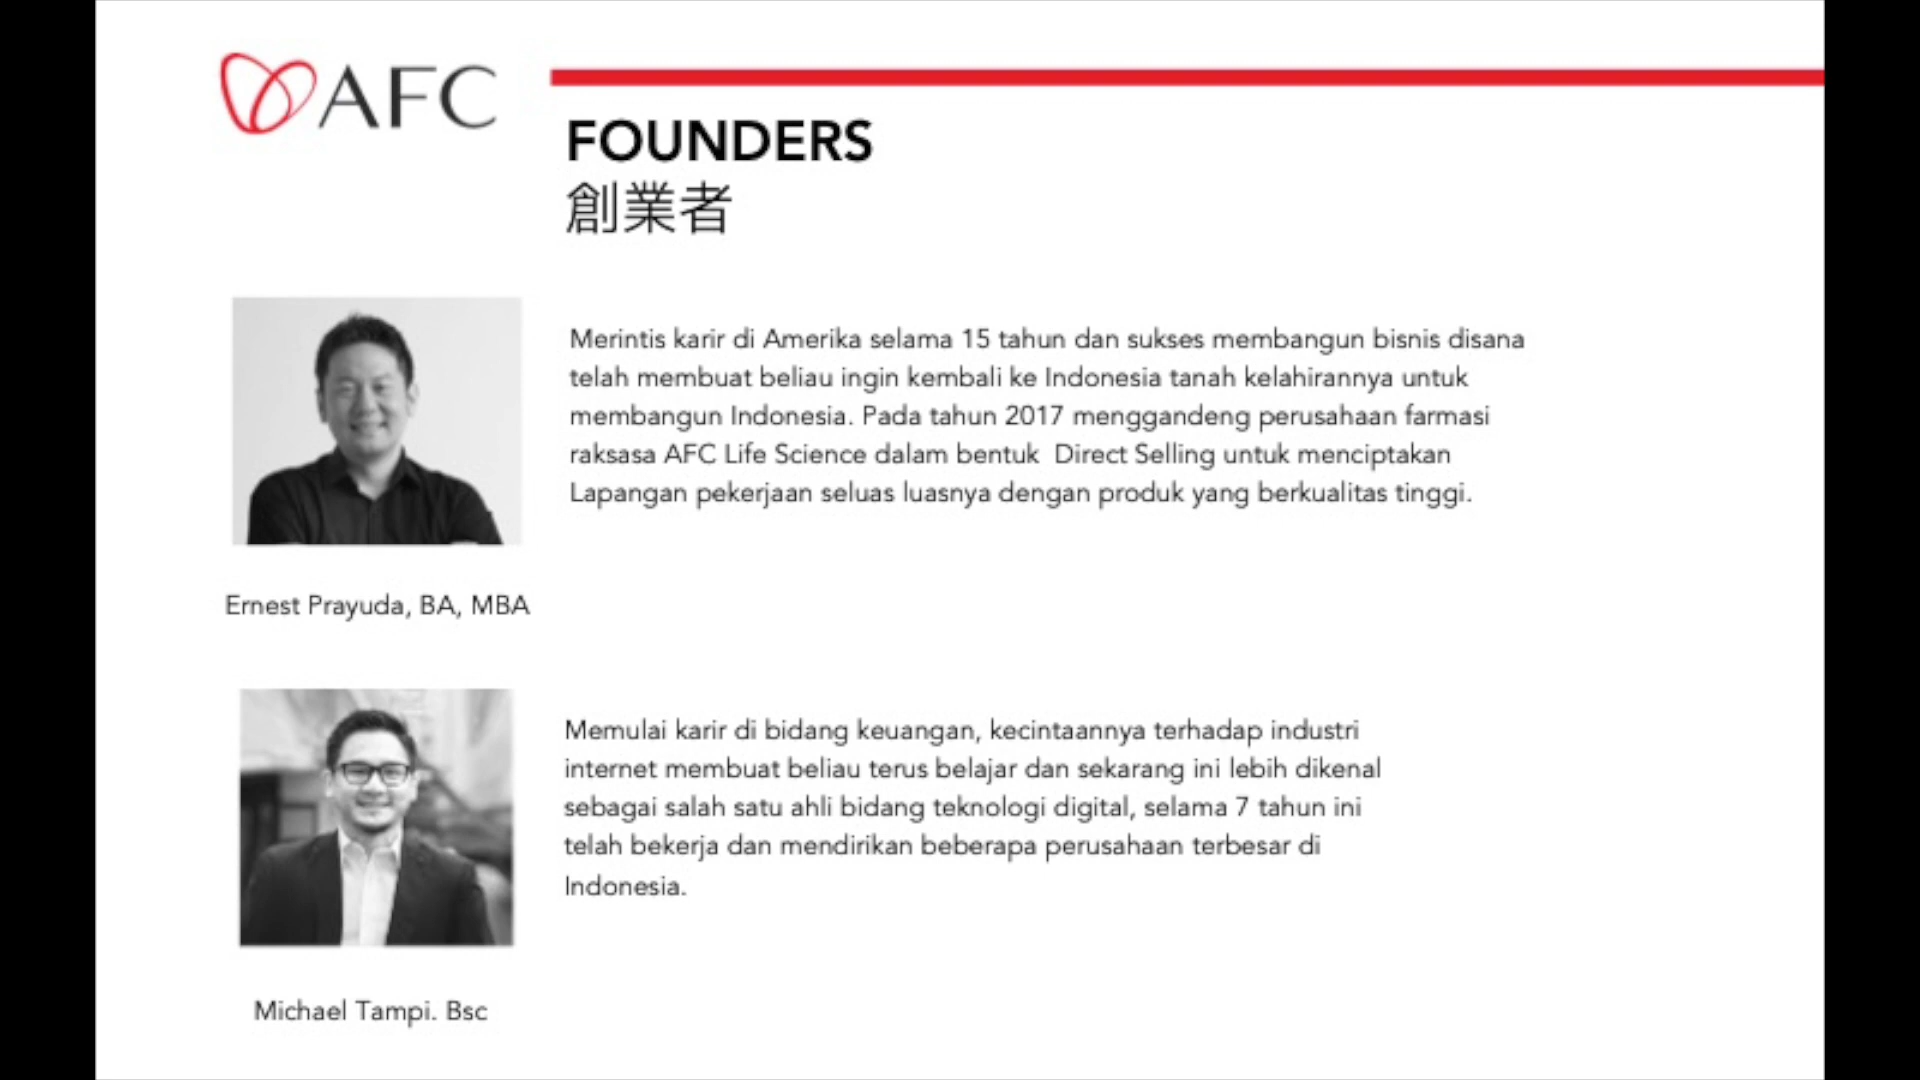 AFC
FOUNDERS
創業者
Merintis karir di Amerika selama 15 tahun dan sukses membangun bisnis disana
telah membuat beliau ingin kembali ke Indonesia tanah kelahirannya untuk
membangun Indonesia. Pada tahun 2017 menggandeng perusahaan farmasi
raksasa AFC Life Science dalam bentuk  Direct Selling untuk menciptakan
Lapangan pekerjaan seluas luasnya dengan produk yang berkualitas tinggi.
Ernest Prayuda, BA, MBA
Memulai karir di bidang keuangan, kecintaannya terhadap industri
internet membuat beliau terus belajar dan sekarang ini lebih dikenal
sebagai salah satu ahli bidang teknologi digital, selama 7 tahun ini
telah bekerja dan mendirikan beberapa perusahaan terbesar di
Indonesia.
Michael Tampi. Bsc